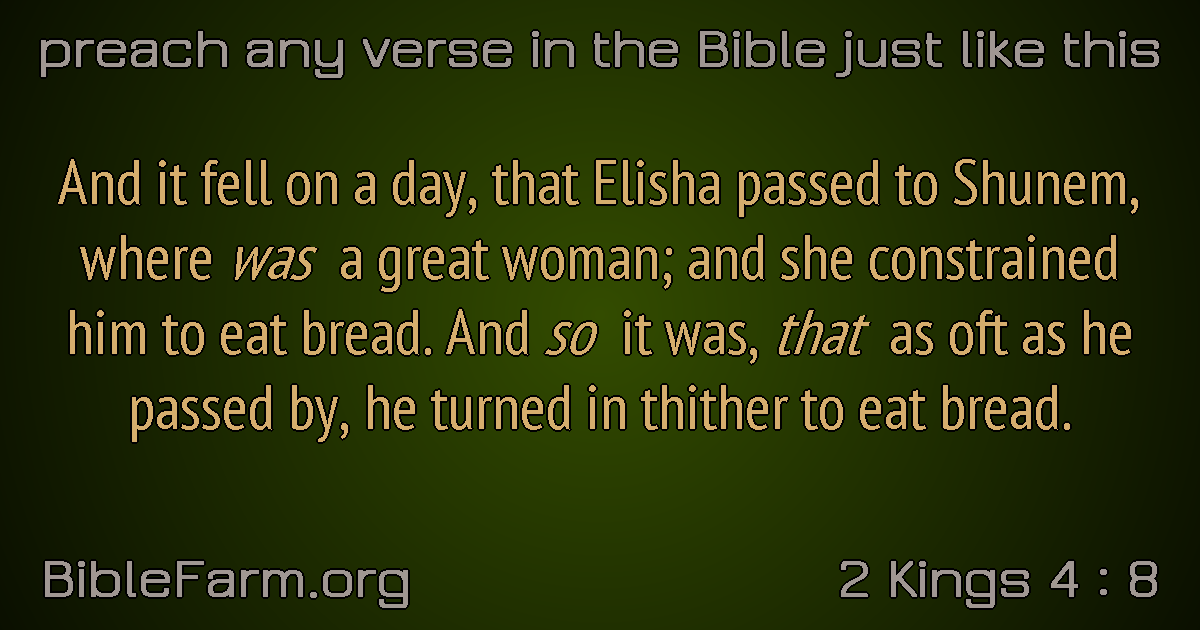 preach any verse in the Bible just like this
And it fell on a day, that Elisha passed to Shunem,
where was a great woman; and she constrained
him to eat bread. And so it was, that as oft as he
passed by, he turned in thither to eat bread.
BibleFarm.org
2 Kings 4 : 8